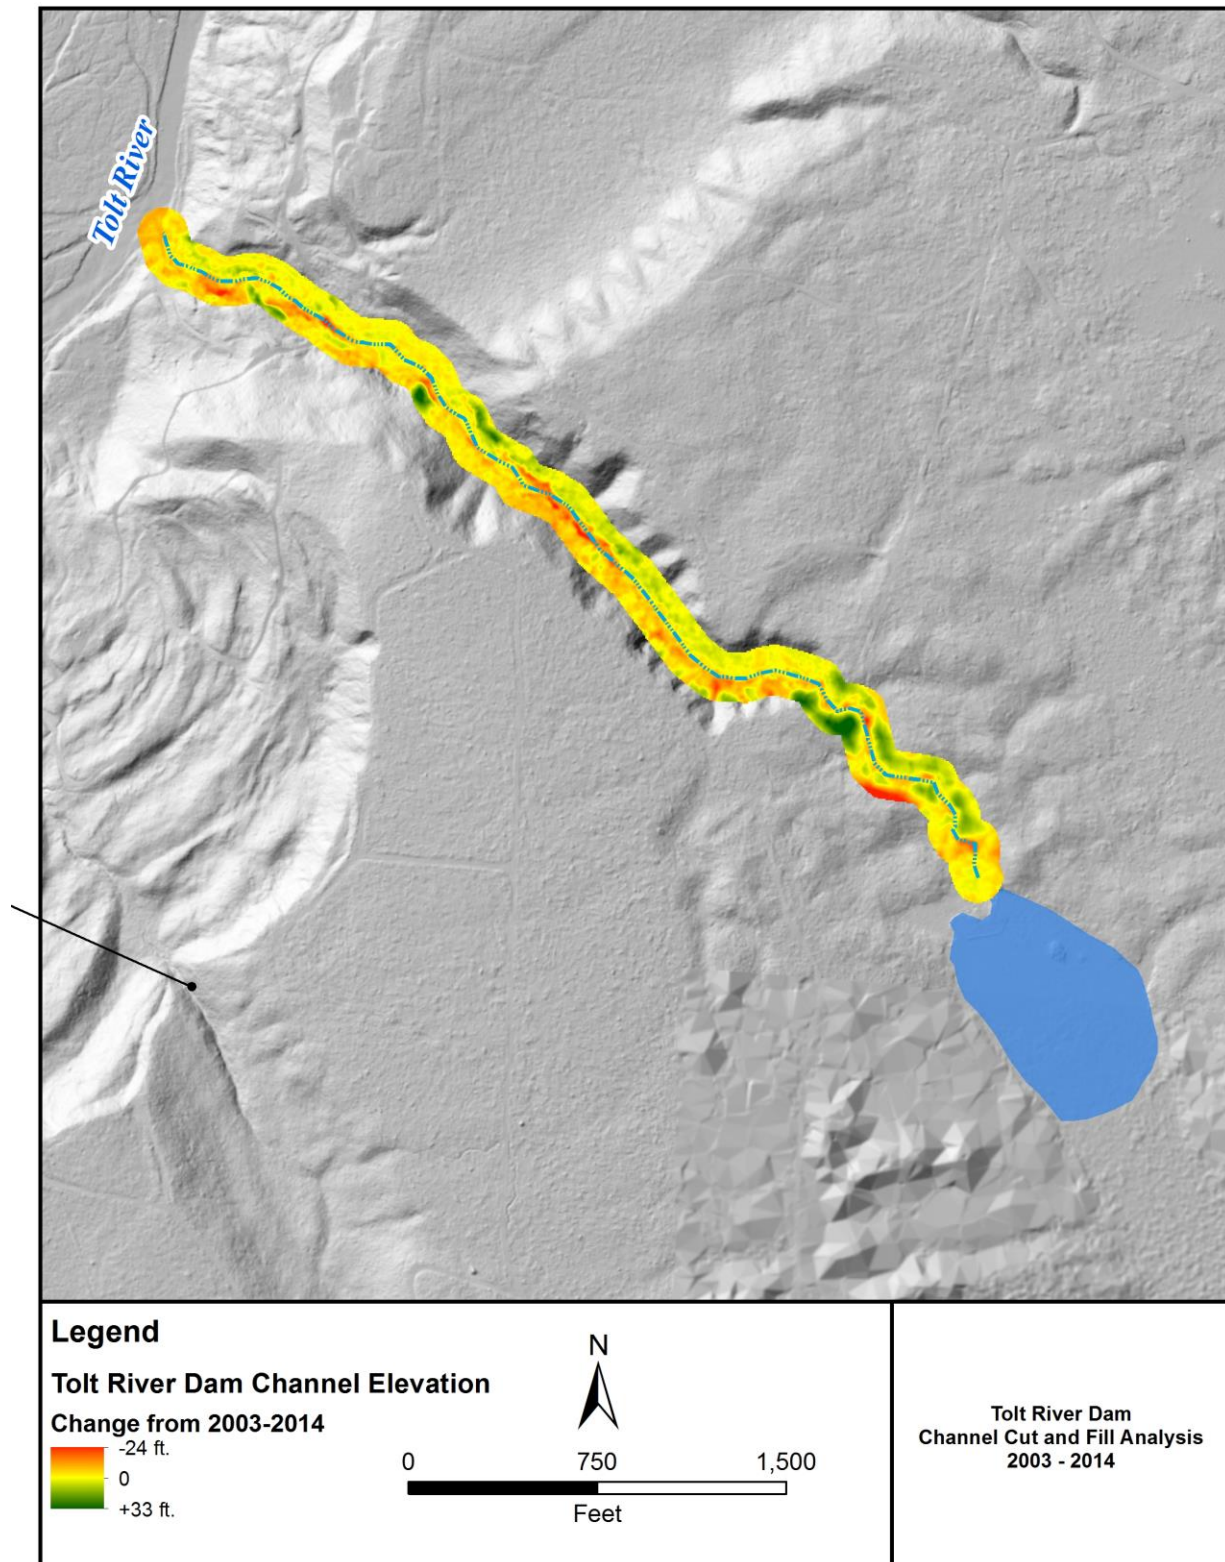 Tolt River
Legend
Tolt River Dam Channel Elevation
Change from 2003-2014
-24 ft.
0
+33 ft.
N
0 750 1,500
Feet
Tolt River Dam
Channel Cut and Fill Analysis
2003 - 2014